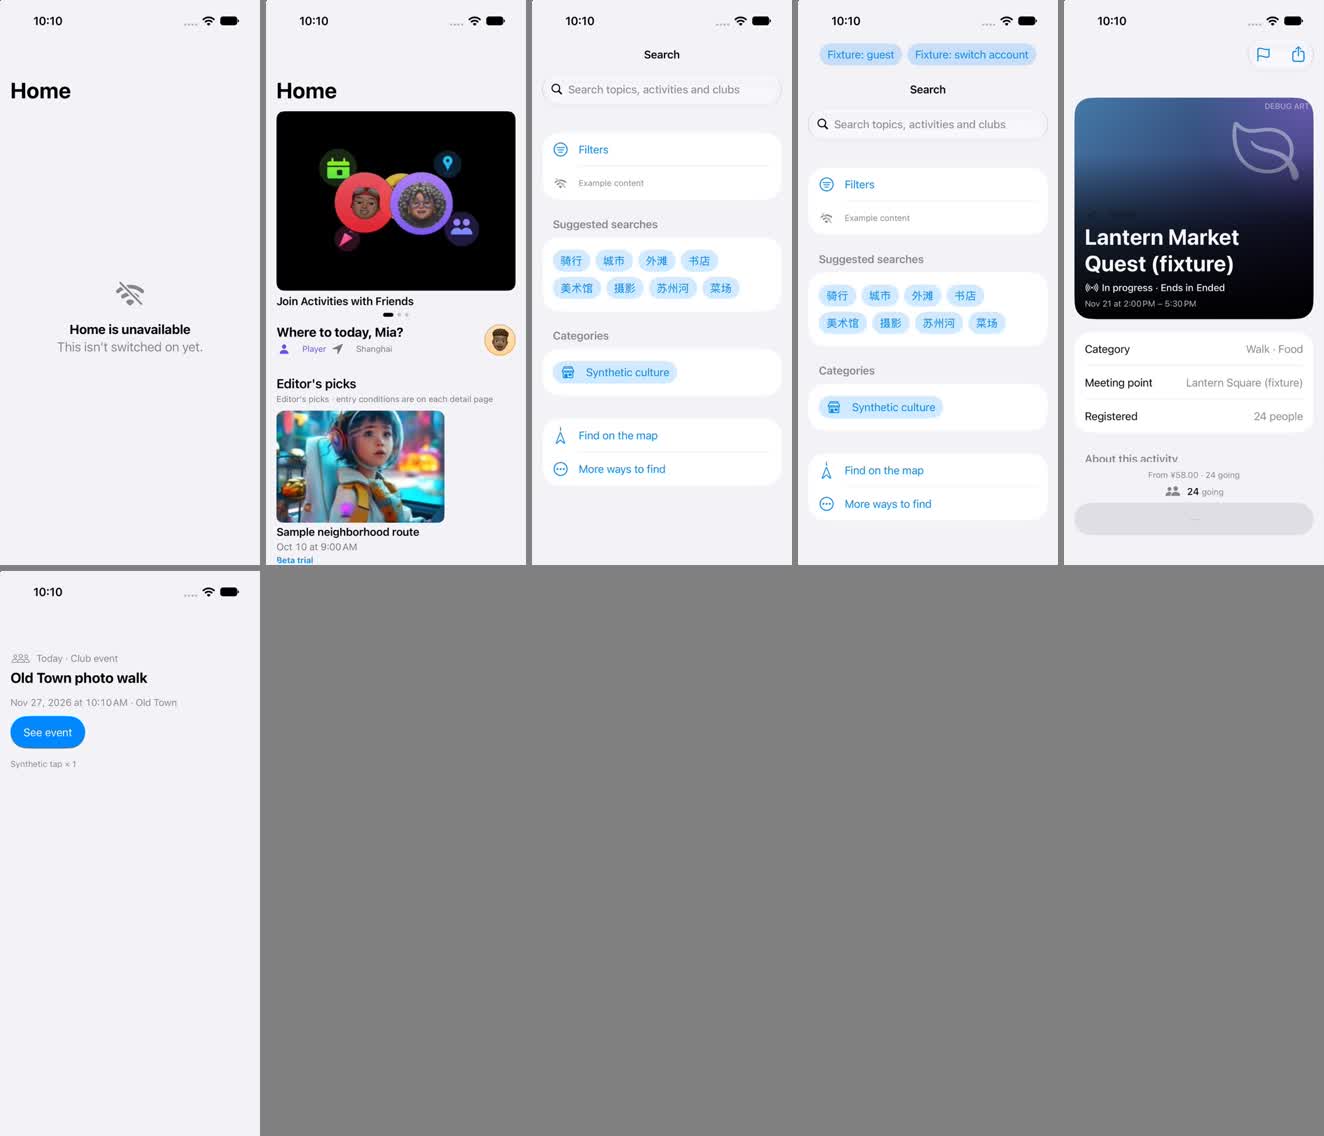 10:10
Home
Home is unavailable
This isn't switched on yet.
10:10
Home
Join Activities with Friends
Where to today, Mia?
Player Shanghai
Editor's picks
Editor's picks · entry conditions are on each detail page
Sample neighborhood route
Oct 10 at 9:00 AM
Beta trial
10:10
Search
Search topics, activities and clubs
Filters
Example content
Suggested searches
骑行 城市 外滩 书店
美术馆 摄影 苏州河 菜场
Categories
Synthetic culture
Find on the map
More ways to find
10:10
Fixture: guest Fixture: switch account
Search
Search topics, activities and clubs
Filters
Example content
Suggested searches
骑行 城市 外滩 书店
美术馆 摄影 苏州河 菜场
Categories
Synthetic culture
Find on the map
More ways to find
10:10
DEBUG ART
Lantern Market
Quest (fixture)
In progress · Ends in Ended
Nov 21 at 2:00 PM – 5:30 PM
Category Walk · Food
Meeting point Lantern Square (fixture)
Registered 24 people
About this activity
From ¥58.00 · 24 going
24 going
10:10
Today · Club event
Old Town photo walk
Nov 27, 2026 at 10:10 AM · Old Town
See event
Synthetic tap × 1